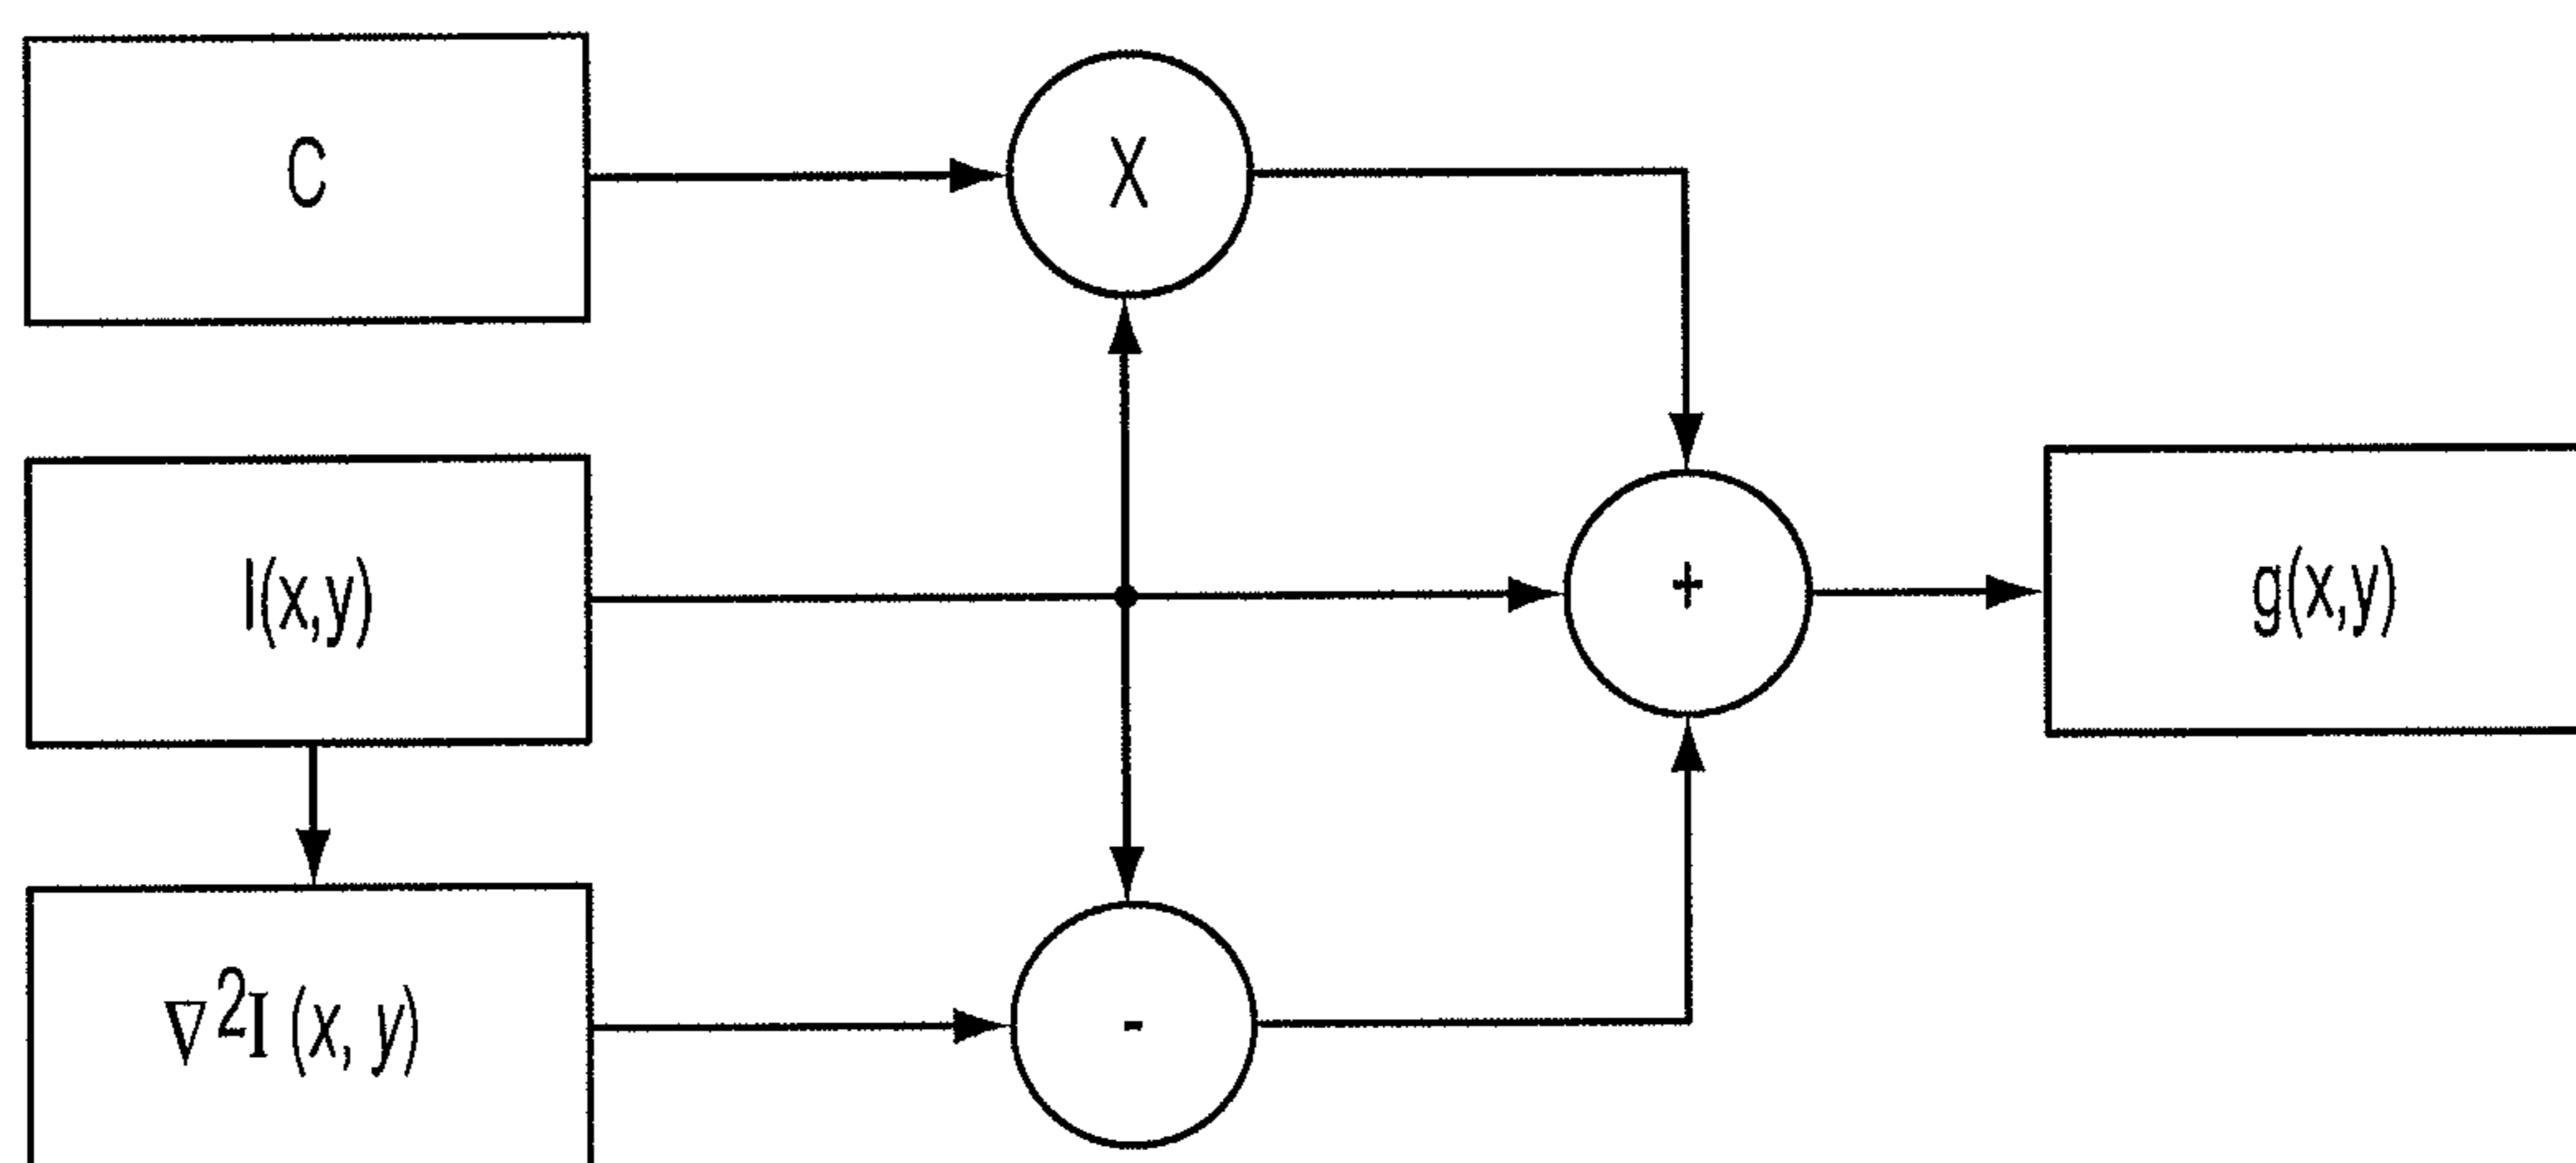 C
X
I(x,y)
+
g(x,y)
∇2I (x, y)
-